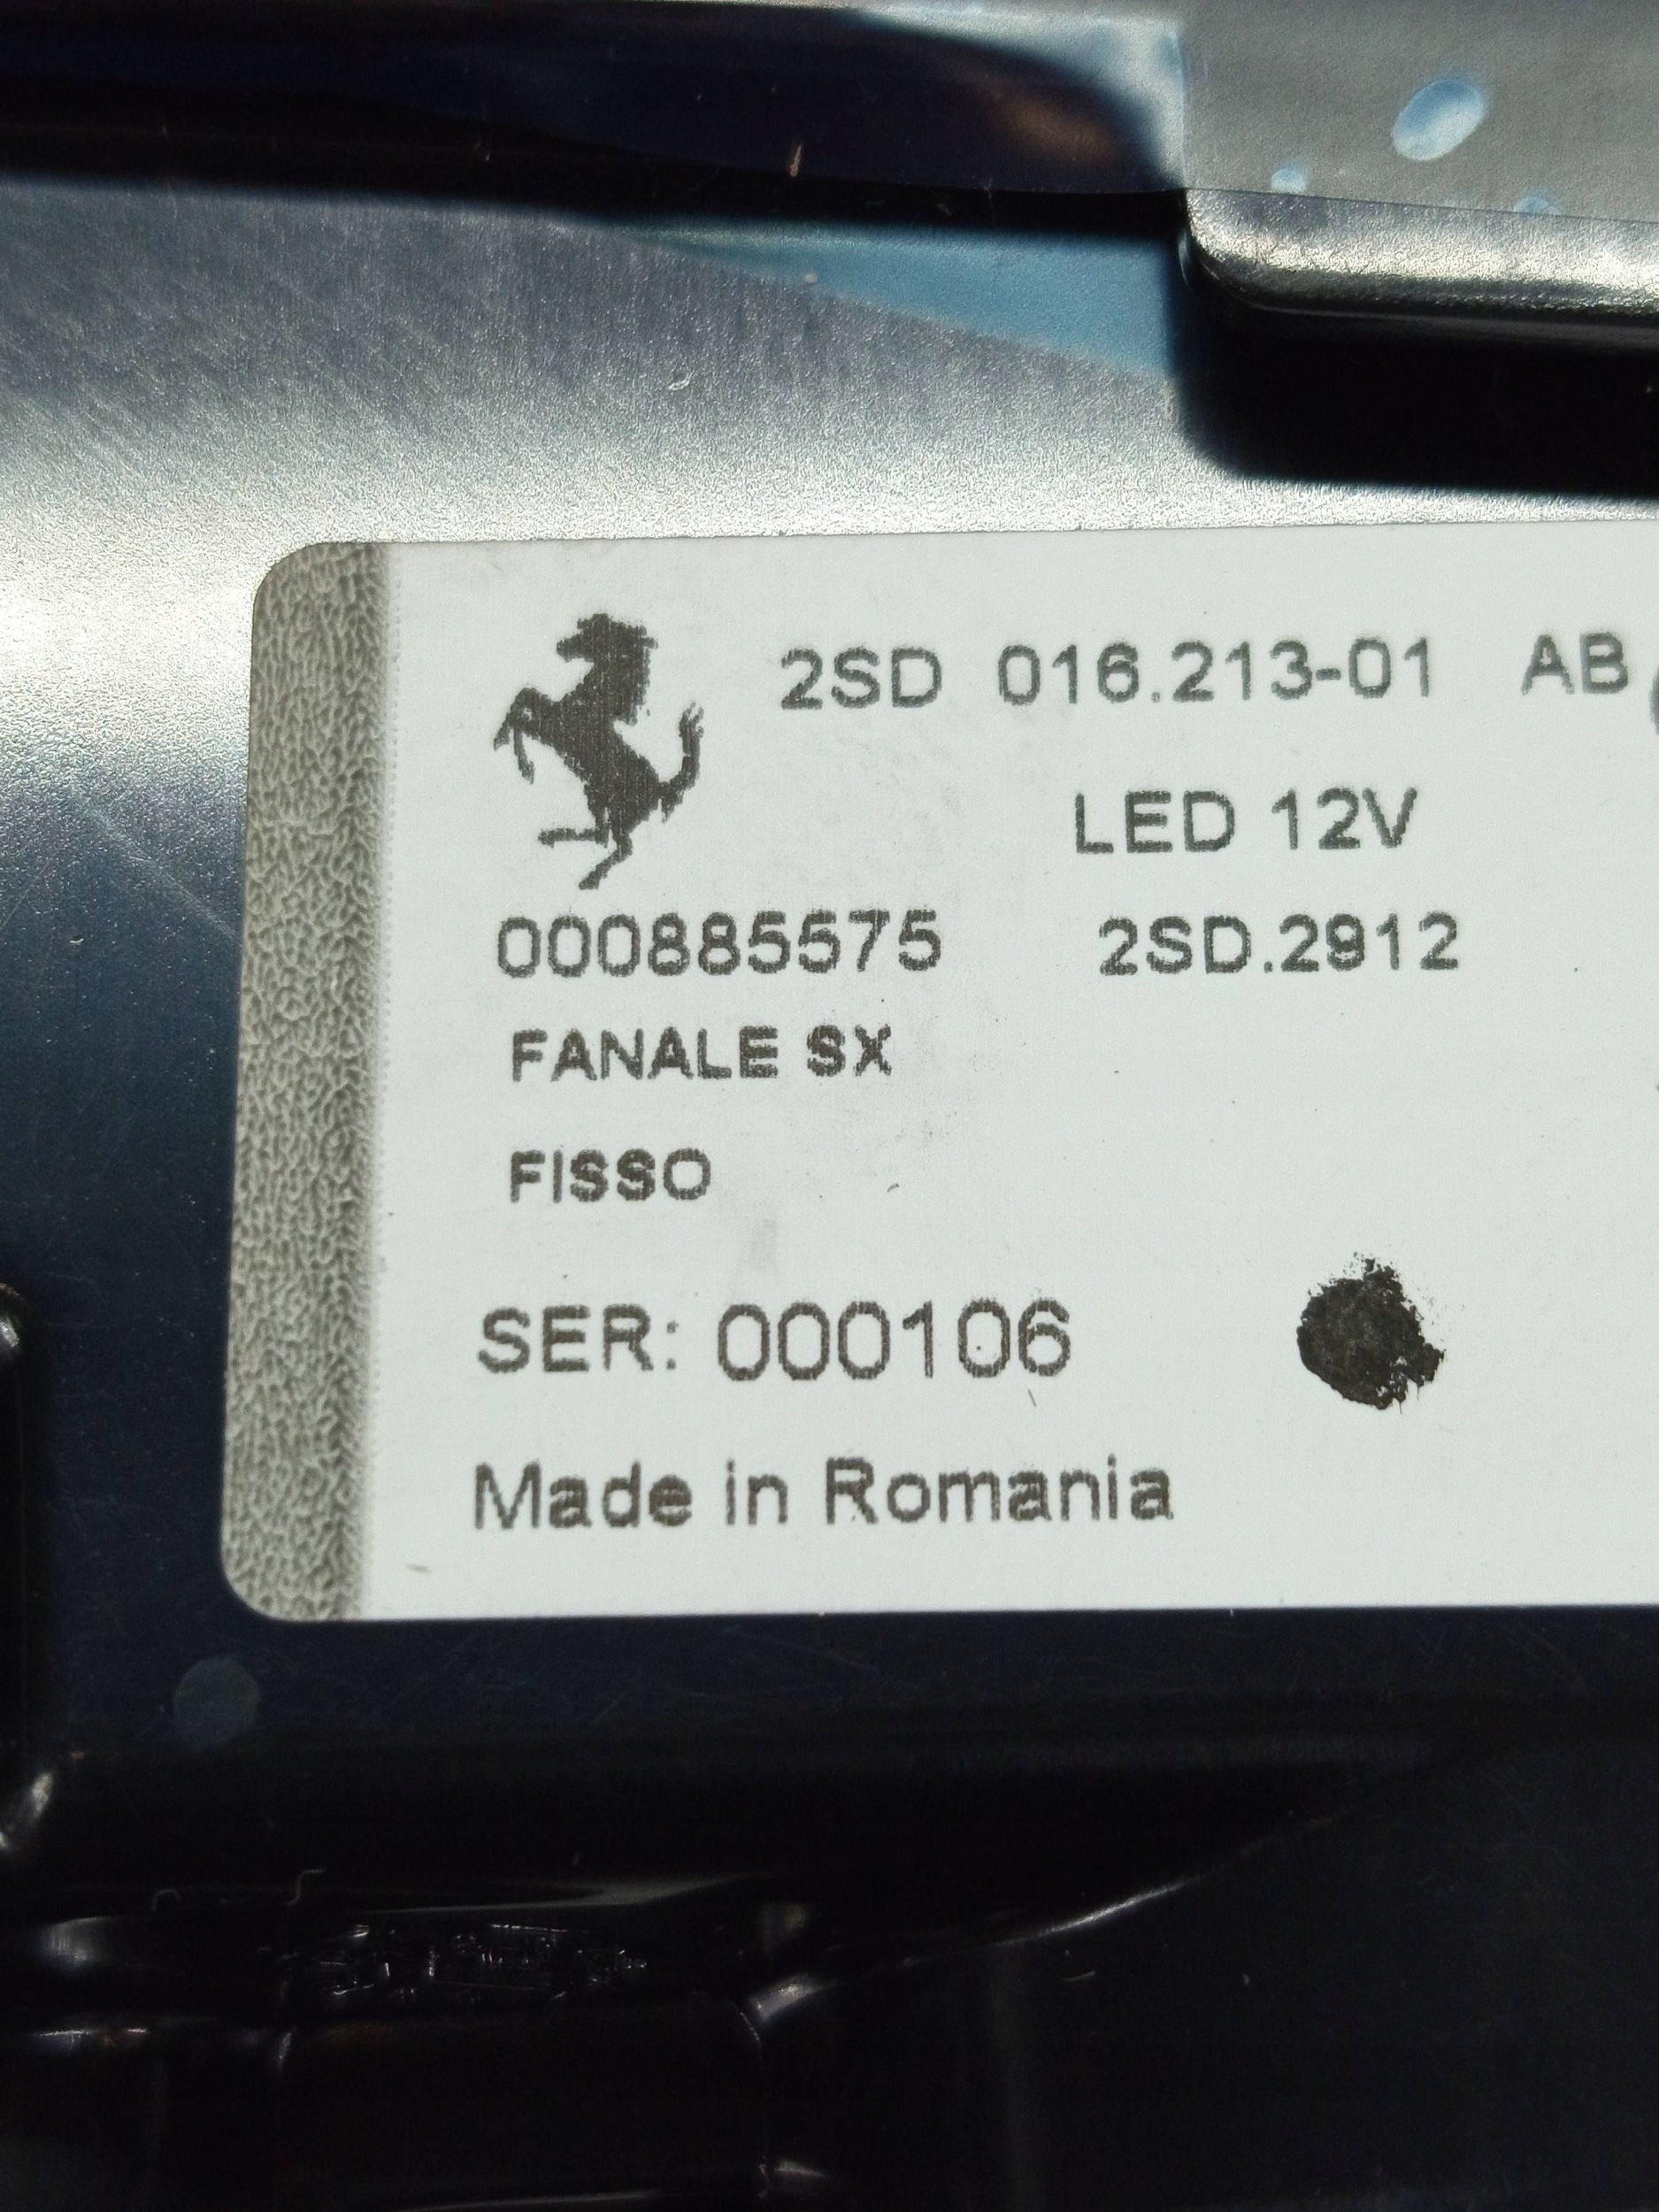 2SD 016.213-01 AB
LED 12V
000885575 2SD.2912
FANALE SX
FISSO
SER: 000106
Made in Romania